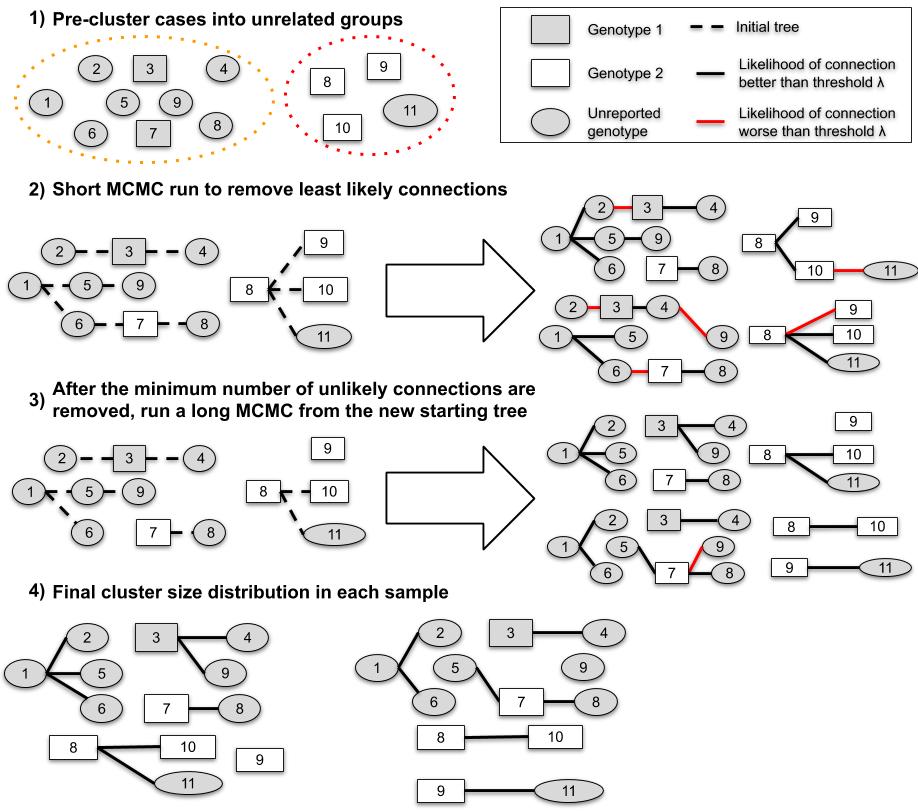 1) Pre-cluster cases into unrelated groups
2 3 4
1 5 9
6 7 8
8 9
11
10
Genotype 1
Genotype 2
Unreported
genotype
Initial tree
Likelihood of connection
better than threshold λ
Likelihood of connection
worse than threshold λ
2) Short MCMC run to remove least likely connections
2 3 4
1 5 9
6 7 8
9
8 10
11
2 3 4
1 5 9
6 7 8
9
8
10 11
2 3 4
1 5 9
6 7 8
9
8 10
11
3) After the minimum number of unlikely connections are
removed, run a long MCMC from the new starting tree
2 3 4
1 5 9
6 7 8
9
8 10
11
2 3 4
1 5 9
6 7 8
9
8 10
11
2 3 4
1 5 9
6 7 8
8 10
9 11
4) Final cluster size distribution in each sample
2 3 4
1 5 9
6 7 8
8 10
9
11
2 3 4
1 5 9
6 7 8
8 10
9 11